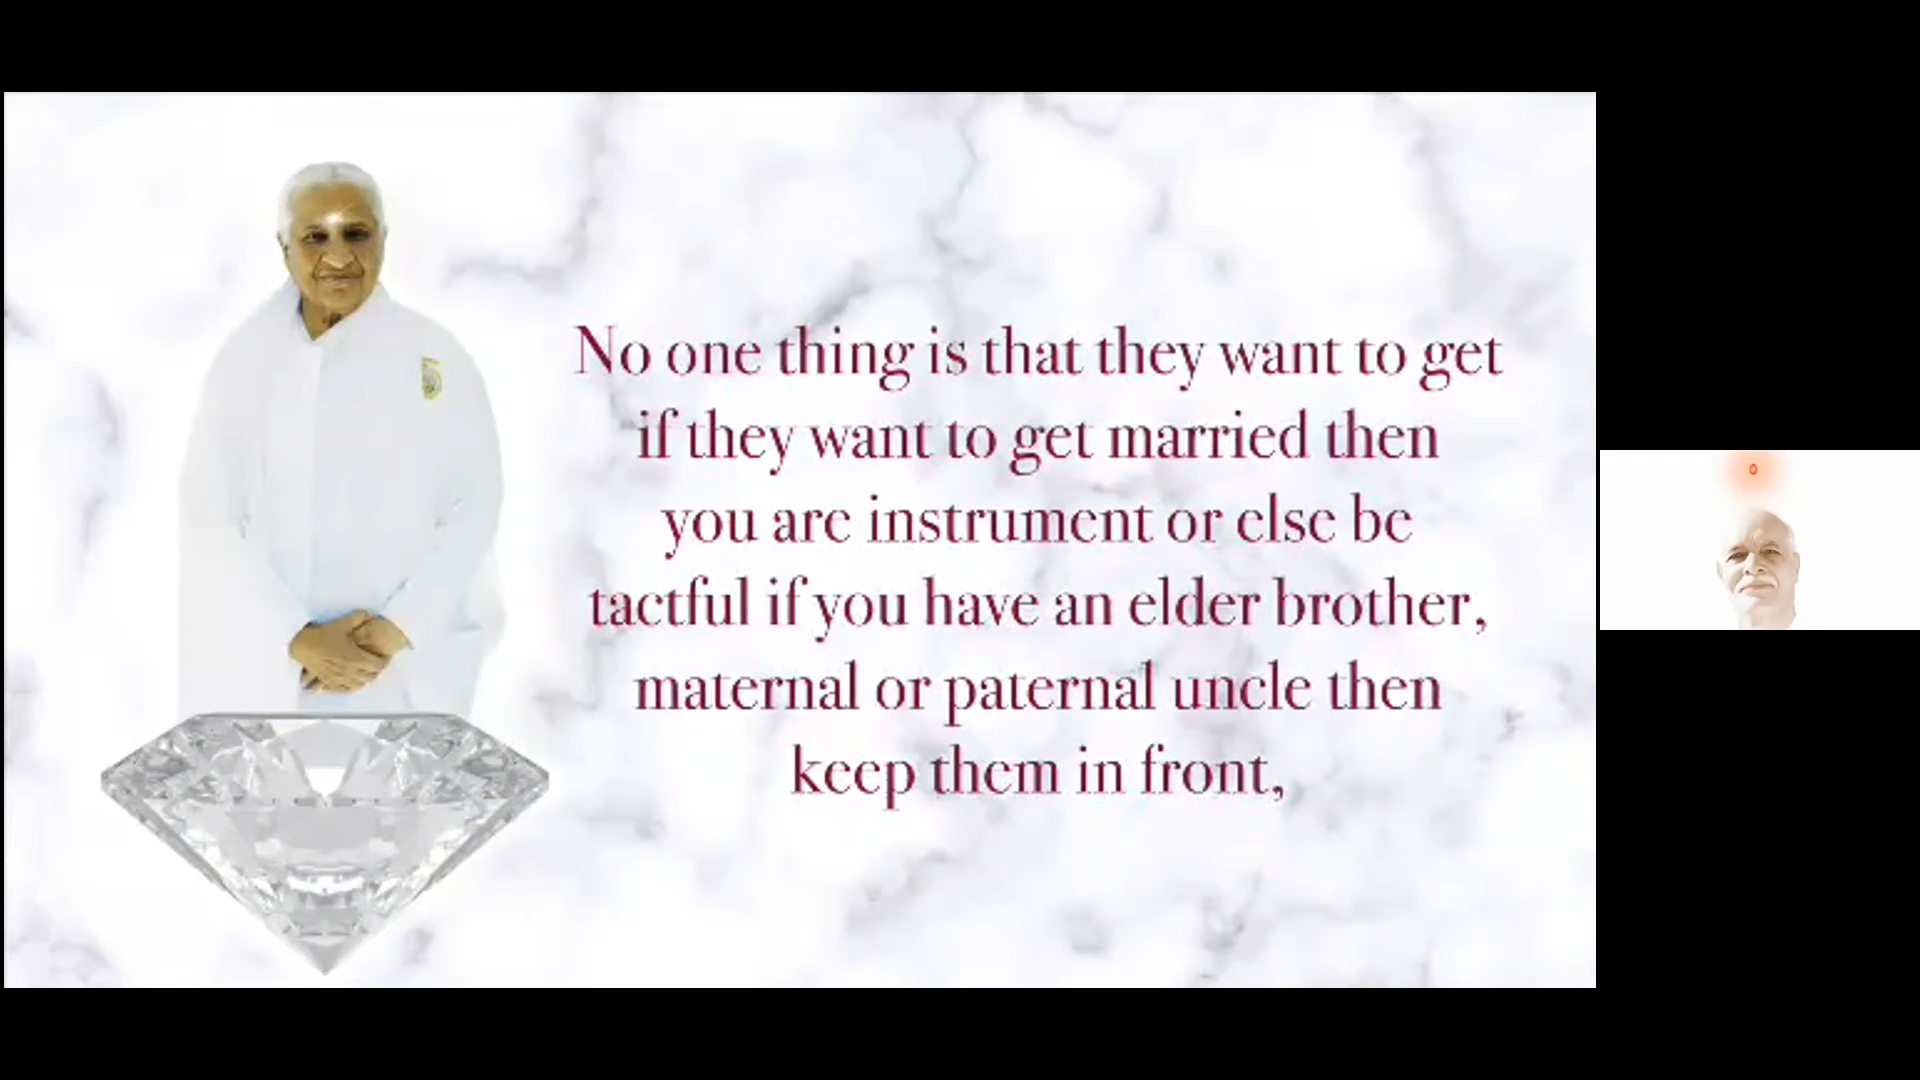 No one thing is that they want to get
if they want to get married then
you are instrument or else be
tactful if you have an elder brother,
maternal or paternal uncle then
keep them in front,